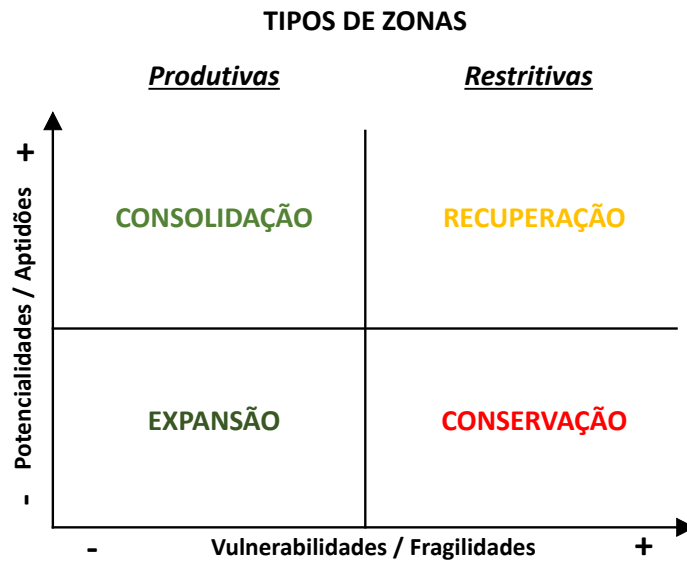 TIPOS DE ZONAS
Produtivas
Restritivas
+
Potencialidades / Aptidões
-
CONSOLIDAÇÃO
RECUPERAÇÃO
EXPANSÃO
CONSERVAÇÃO
-
Vulnerabilidades / Fragilidades
+